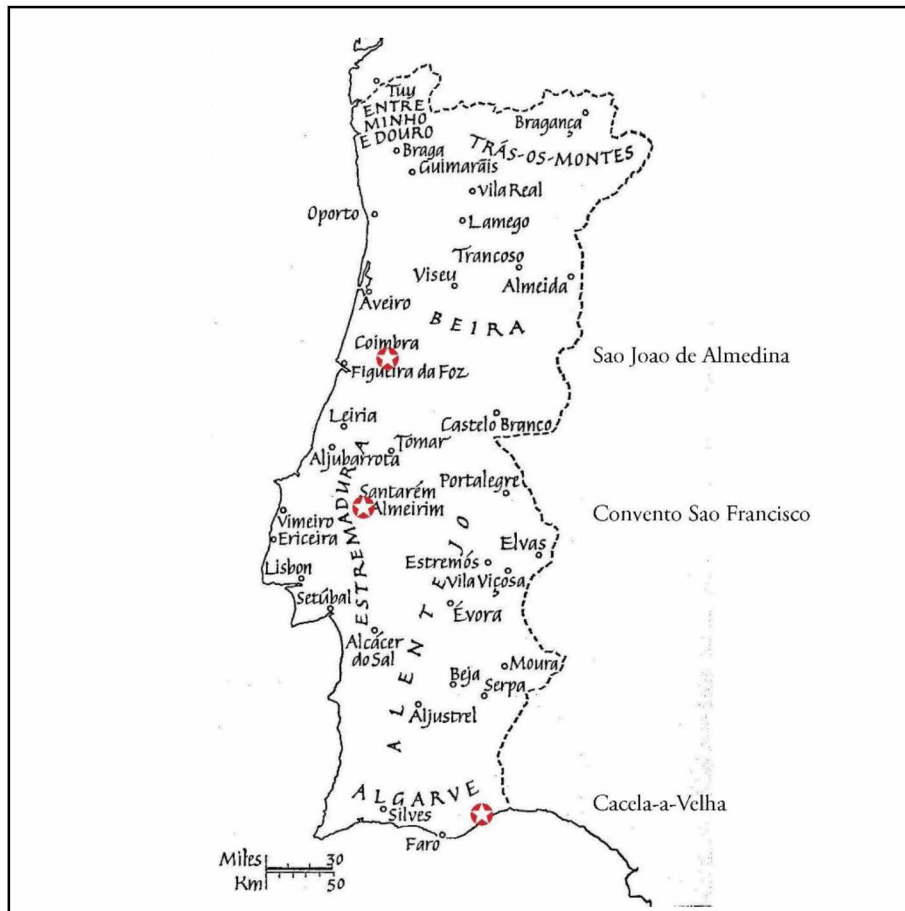 Tuy
ENTRE
MINHO
E DOURO
Bragança
TRÁS-OS-MONTES
Braga
Guimarãis
Vila Real
Oporto
Lamego
Trancoso
Viseu
Almeida
Aveiro
BEIRA
Coimbra
Sao Joao de Almedina
Figueira da Foz
Leiria
Castelo Branco
Tómar
Aljubarrota
ESTREMADURA
Portalegre
Santarém
Almeirim
Convento Sao Francisco
Vimeiro
Ericeira
ALENTEJO
Elvas
Estremós
Lisbon
Vila Viçosa
Setúbal
Évora
Alcácer
do Sal
Moura
Beja
Serpa
Aljustrel
ALGARVE
Cacela-a-Velha
Silves
Faro
Miles 30
Km 50